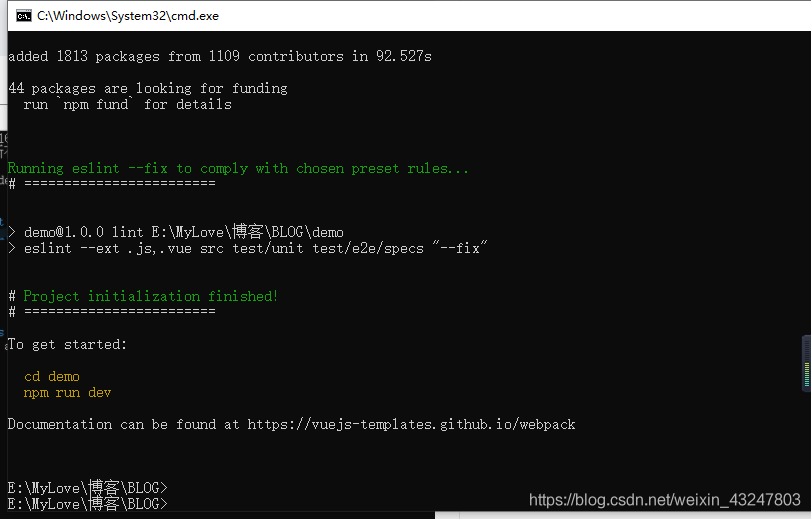 C:\Windows\System32\cmd.exe
added 1813 packages from 1109 contributors in 92.527s
44 packages are looking for funding
run `npm fund` for details
Running eslint --fix to comply with chosen preset rules...
# ========================
> demo@1.0.0 lint E:\MyLove\博客\BLOG\demo
> eslint --ext .js,.vue src test/unit test/e2e/specs "--fix"
# Project initialization finished!
# ========================
To get started:
cd demo
npm run dev
Documentation can be found at https://vuejs-templates.github.io/webpack
E:\MyLove\博客\BLOG>
E:\MyLove\博客\BLOG>
https://blog.csdn.net/weixin_43247803